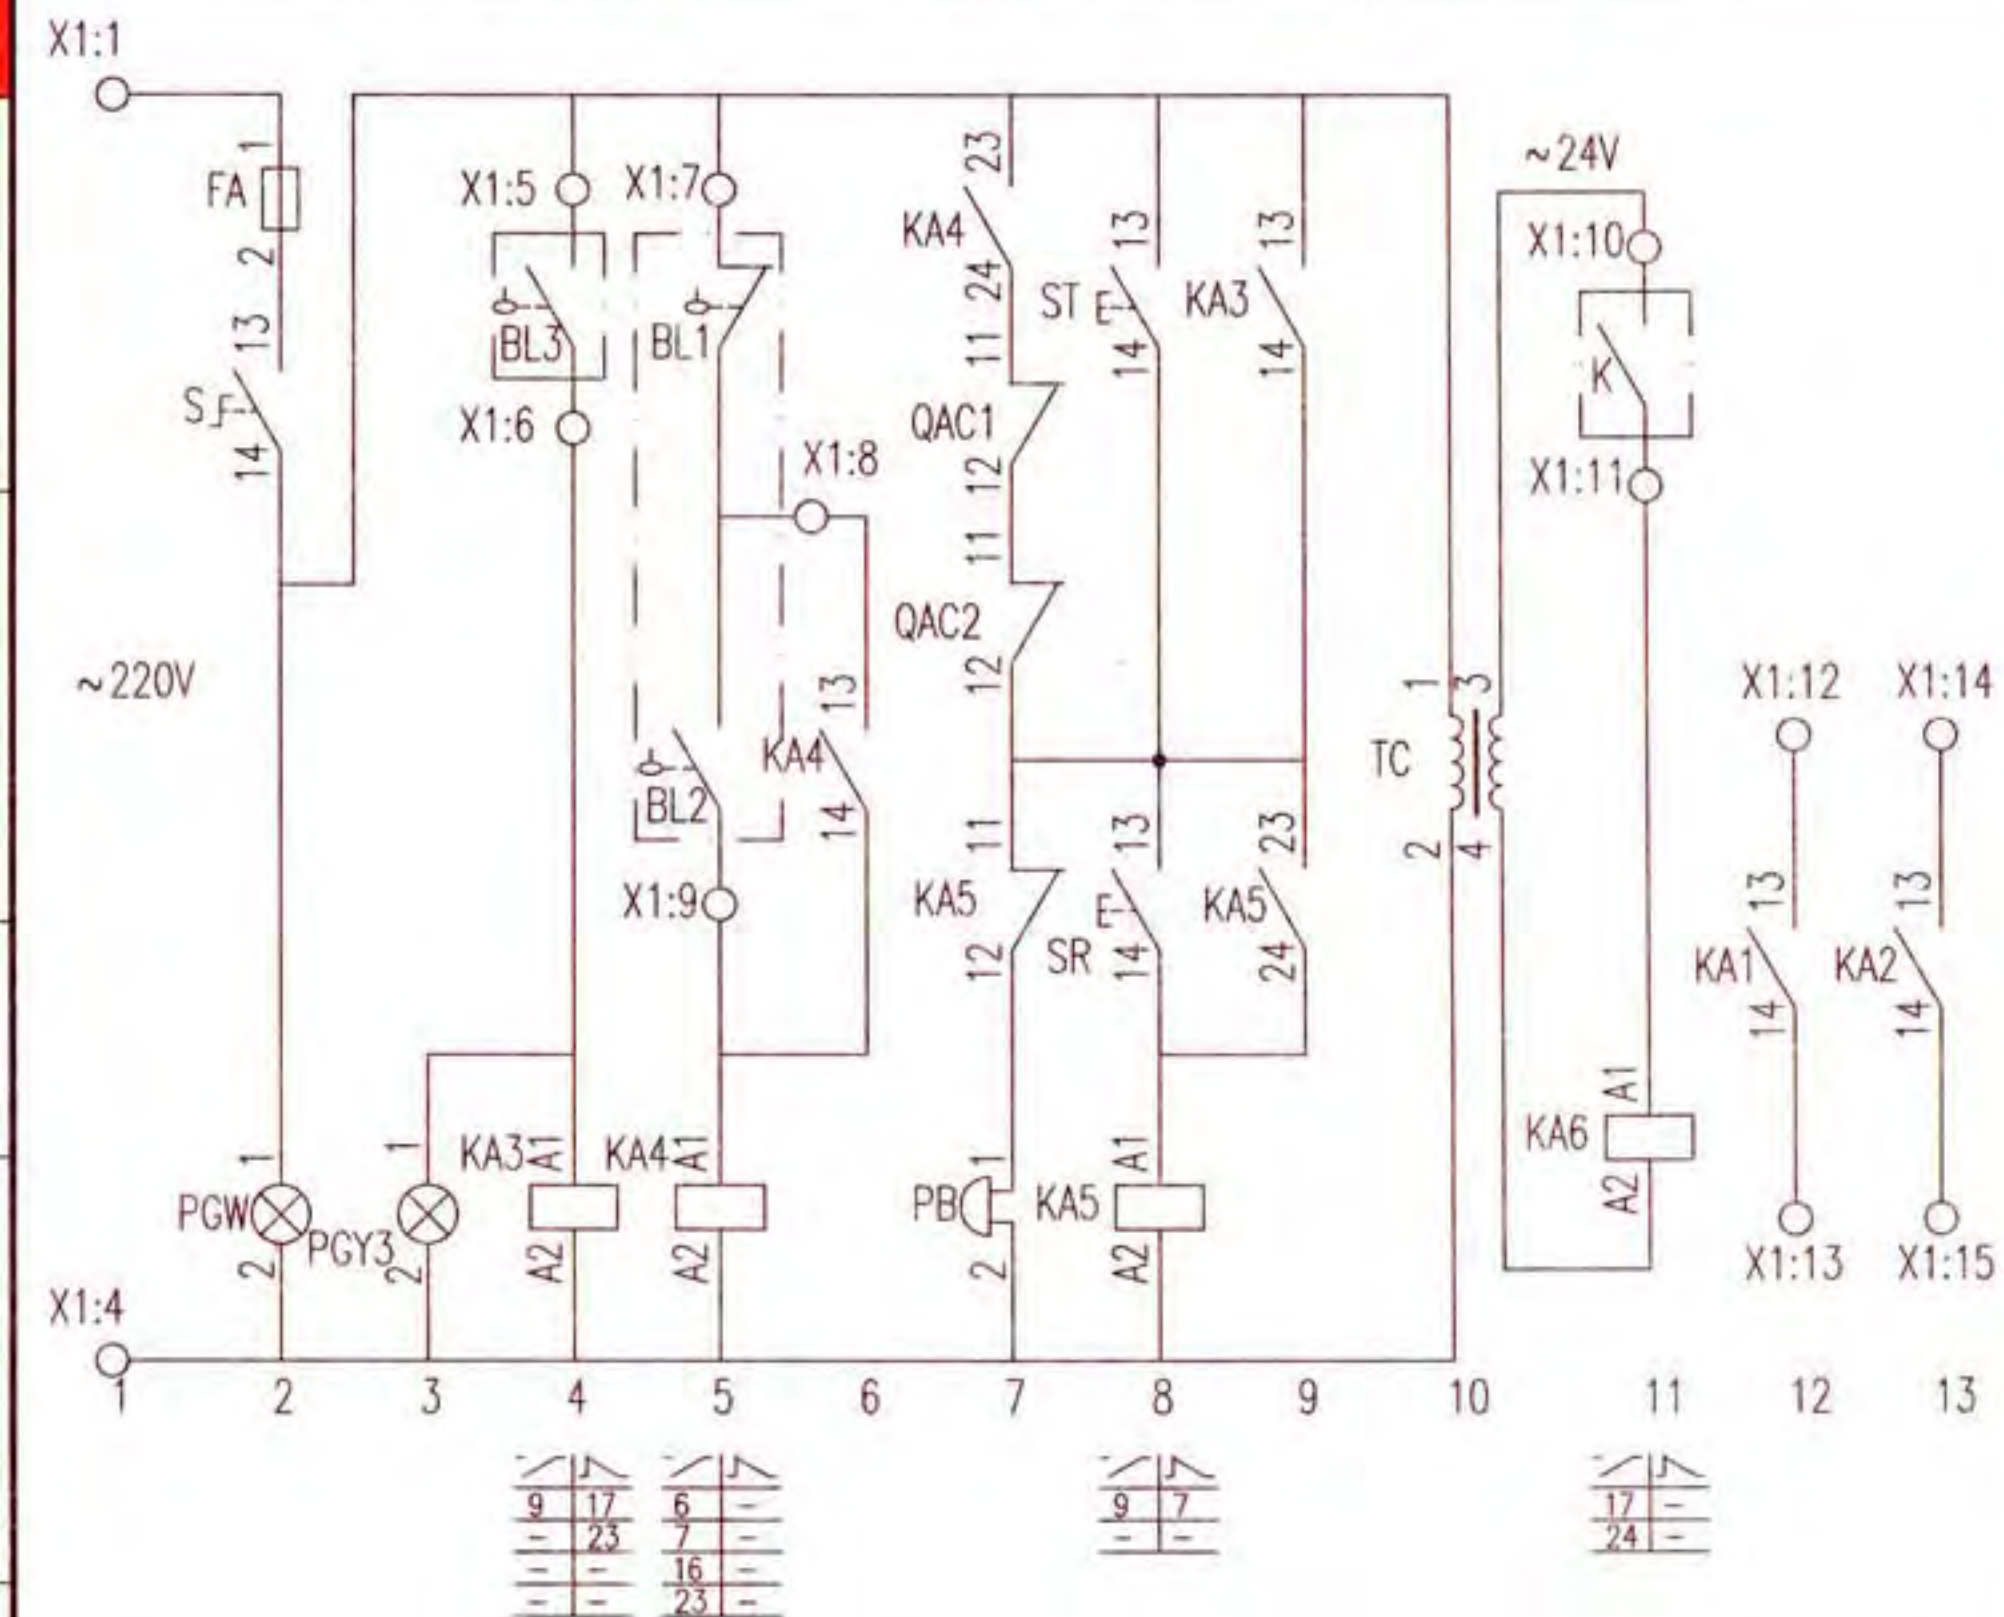 X1:1
FA 1 2
S 13 14
~220V
PGW 1 2
X1:4
PGY3 1 2
X1:5
BL3
X1:6
KA3 A1 A2
X1:7
BL1
X1:8
BL2
X1:9
KA4 A1 A2
KA4 13 14
KA4 23 24
QAC1 11 12
QAC2 11 12
KA5 11 12
PB 1 2
ST 13 14
SR 13 14
KA5 A1 A2
KA3 13 14
KA5 23 24
TC 1 2 3 4
~24V
X1:10
K
X1:11
KA6 A1 A2
X1:12
KA1 13 14
X1:13
X1:14
KA2 13 14
X1:15
1 2 3 4 5 6 7 8 9 10 11 12 13
9 17
- 23
- -
- -
6 -
7 -
16 -
23 -
9 7
- -
17 -
24 -